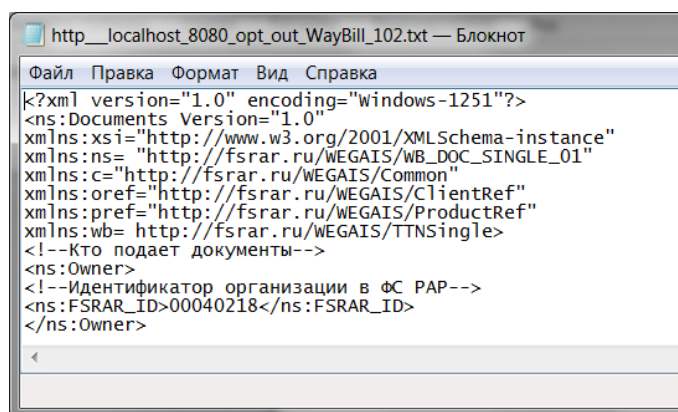 http__localhost_8080_opt_out_WayBill_102.txt — Блокнот
Файл Правка Формат Вид Справка
<?xml version="1.0" encoding="Windows-1251"?>
<ns:Documents Version="1.0"
xmlns:xsi="http://www.w3.org/2001/XMLSchema-instance"
xmlns:ns= "http://fsrar.ru/WEGAIS/WB_DOC_SINGLE_01"
xmlns:c="http://fsrar.ru/WEGAIS/Common"
xmlns:oref="http://fsrar.ru/WEGAIS/ClientRef"
xmlns:pref="http://fsrar.ru/WEGAIS/ProductRef"
xmlns:wb= http://fsrar.ru/WEGAIS/TTNSingle>
<!--Кто подает документы-->
<ns:Owner>
<!--Идентификатор организации в ФС РАР-->
<ns:FSRAR_ID>00040218</ns:FSRAR_ID>
</ns:Owner>